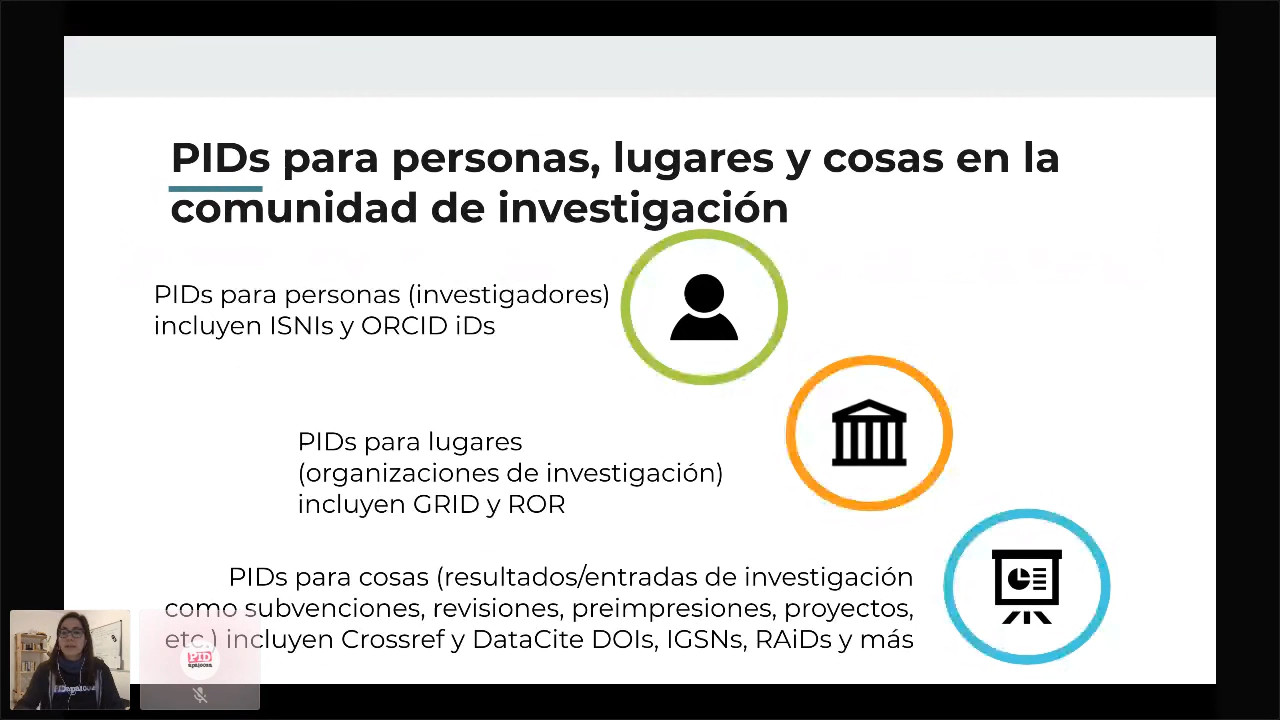 PIDs para personas, lugares y cosas en la
comunidad de investigación
PIDs para personas (investigadores)
incluyen ISNIs y ORCID iDs
PIDs para lugares
(organizaciones de investigación)
incluyen GRID y ROR
PIDs para cosas (resultados/entradas de investigación
como subvenciones, revisiones, preimpresiones, proyectos,
etc.) incluyen Crossref y DataCite DOIs, IGSNs, RAiDs y más
PID